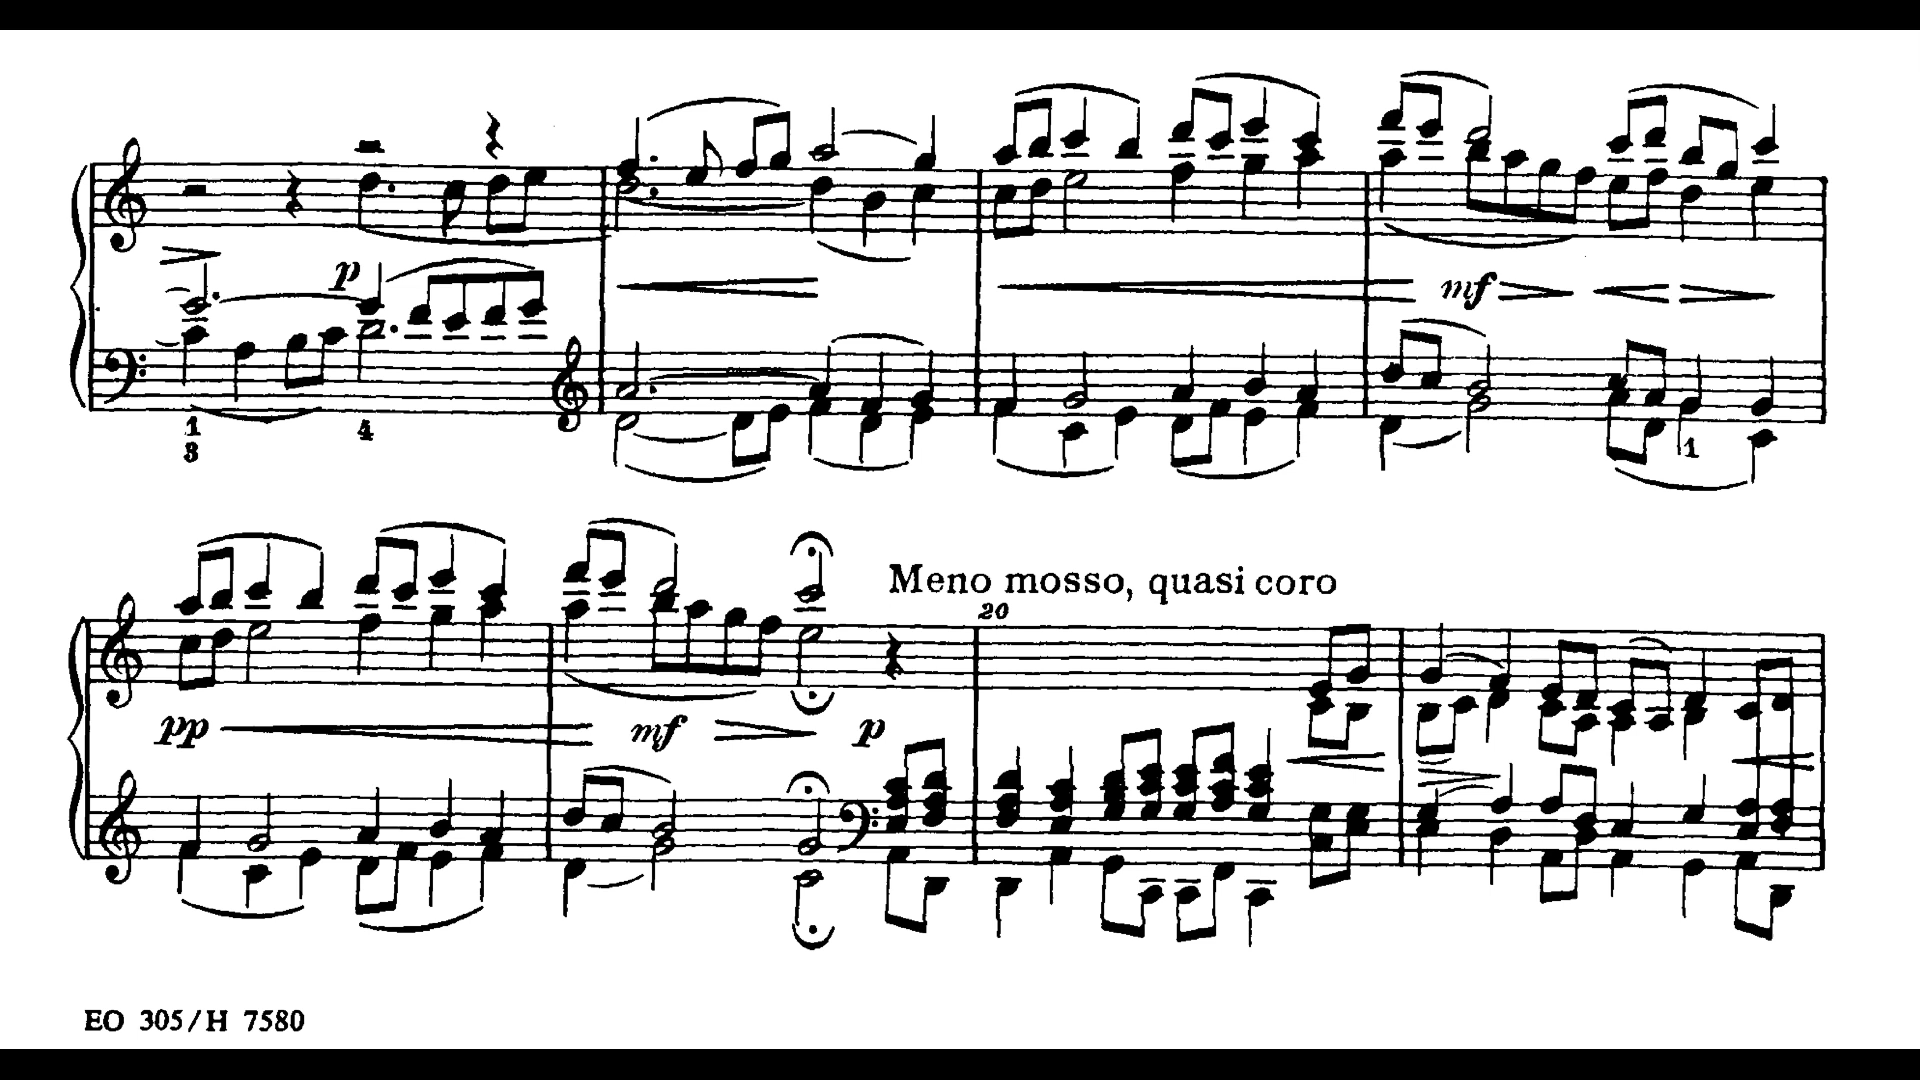 p
mf
1 4
3
1
Meno mosso, quasi coro
20
pp mf p
EO 305/H 7580